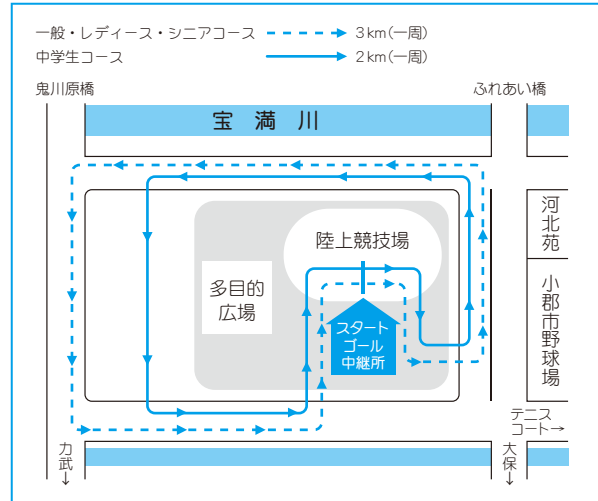 一般・レディース・シニアコース 3km(一周)
中学生コース 2km(一周)
鬼川原橋
ふれあい橋
宝満川
陸上競技場
多目的
広場
スタート
ゴール
中継所
河北苑
小郡市野球場
テニス
コート→
力武↓
大保↓